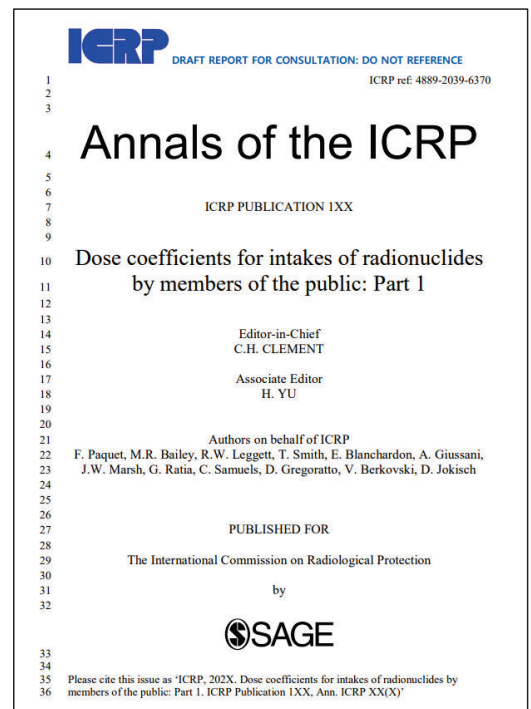 ICRP DRAFT REPORT FOR CONSULTATION: DO NOT REFERENCE
1 ICRP ref: 4889-2039-6370
2
3
4 Annals of the ICRP
5
6
7 ICRP PUBLICATION 1XX
8
9
10 Dose coefficients for intakes of radionuclides
11 by members of the public: Part 1
12
13
14 Editor-in-Chief
15 C.H. CLEMENT
16
17 Associate Editor
18 H. YU
19
20
21 Authors on behalf of ICRP
22 F. Paquet, M.R. Bailey, R.W. Leggett, T. Smith, E. Blanchardon, A. Giussani,
23 J.W. Marsh, G. Ratia, C. Samuels, D. Gregoratto, V. Berkovski, D. Jokisch
24
25
26
27 PUBLISHED FOR
28
29 The International Commission on Radiological Protection
30
31 by
32
SAGE
33
34
35 Please cite this issue as ‘ICRP, 202X. Dose coefficients for intakes of radionuclides by
36 members of the public: Part 1. ICRP Publication 1XX, Ann. ICRP XX(X)’